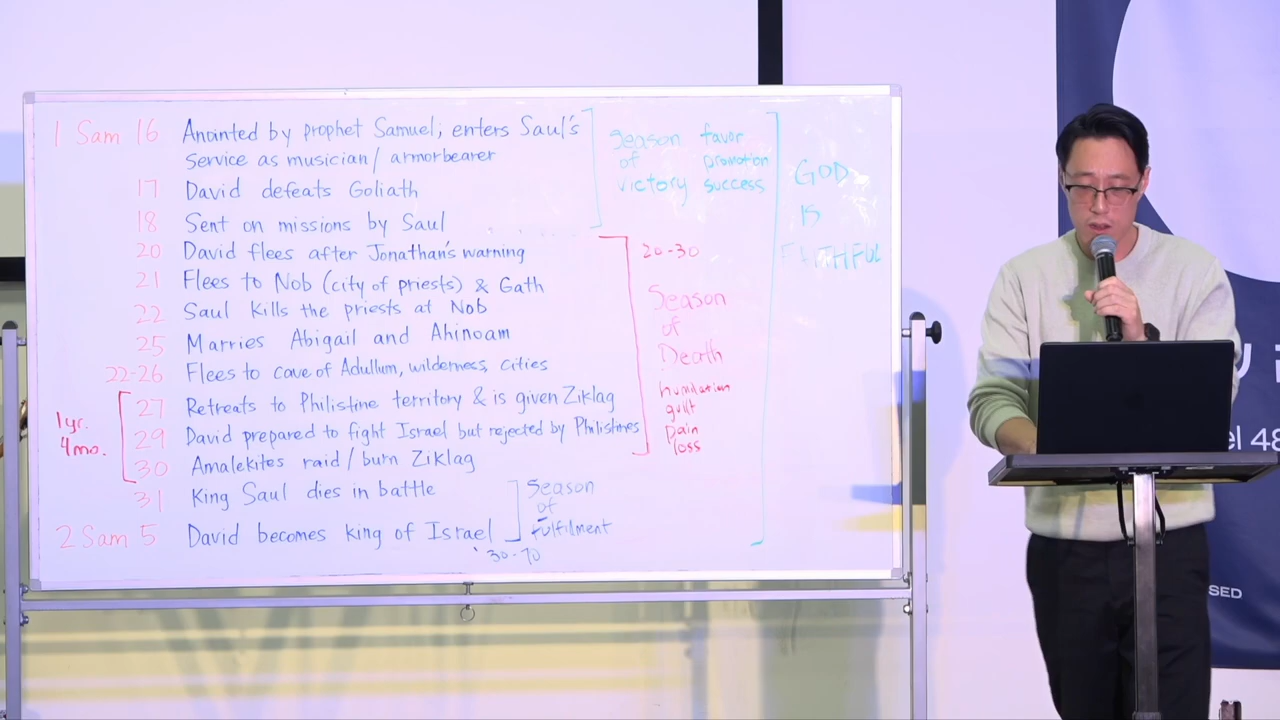 1 Sam 16 Anointed by prophet Samuel; enters Saul's
service as musician/armorbearer
17 David defeats Goliath
18 Sent on missions by Saul
20 David flees after Jonathan's warning
21 Flees to Nob (city of priests) & Gath
22 Saul kills the priests at Nob
25 Marries Abigail and Ahinoam
22-26 Flees to cave of Adullum, wilderness, cities
27 Retreats to Philistine territory & is given Ziklag
29 David prepared to fight Israel but rejected by Philistines
30 Amalekites raid/burn Ziklag
31 King Saul dies in battle
2 Sam 5 David becomes king of Israel
1yr.
4mo.
Season favor
of promotion
victory success
20-30
Season
of
Death
humiliation
guilt
pain
loss
Season
of
fulfilment
30-70
GOD
IS
FAITHFUL
el 48
SED